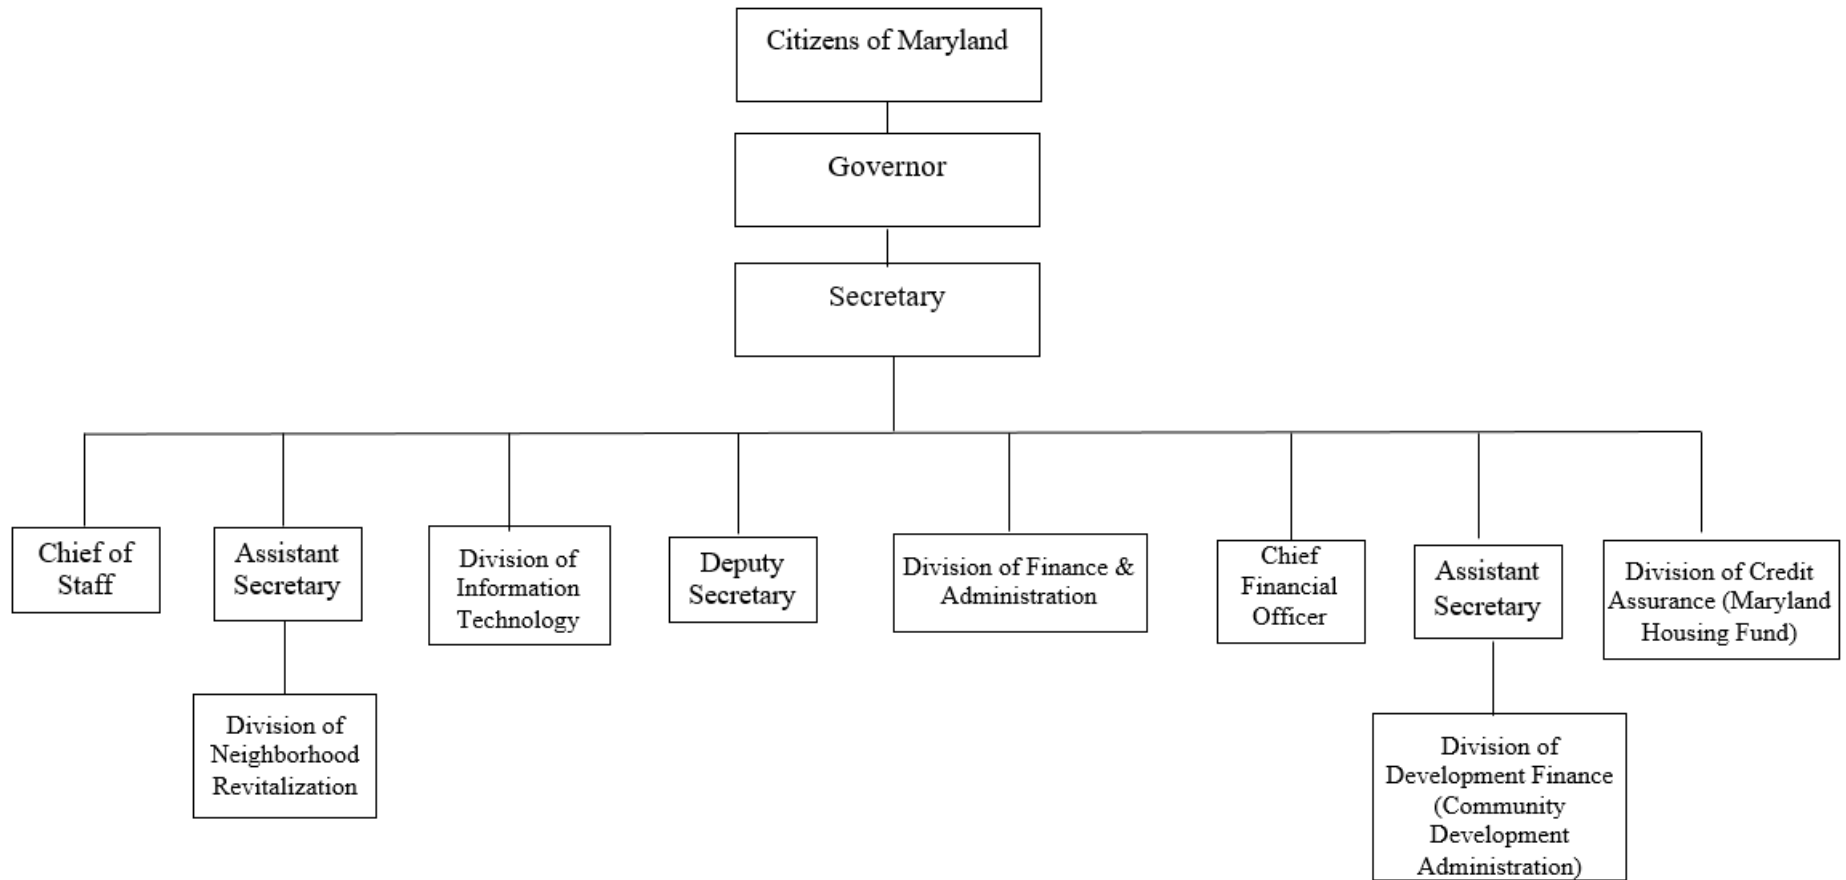 Citizens of Maryland
Governor
Secretary
Chief of
Staff
Assistant
Secretary
Division of
Information
Technology
Deputy
Secretary
Division of Finance &
Administration
Chief
Financial
Officer
Assistant
Secretary
Division of Credit
Assurance (Maryland
Housing Fund)
Division of
Neighborhood
Revitalization
Division of
Development Finance
(Community
Development
Administration)